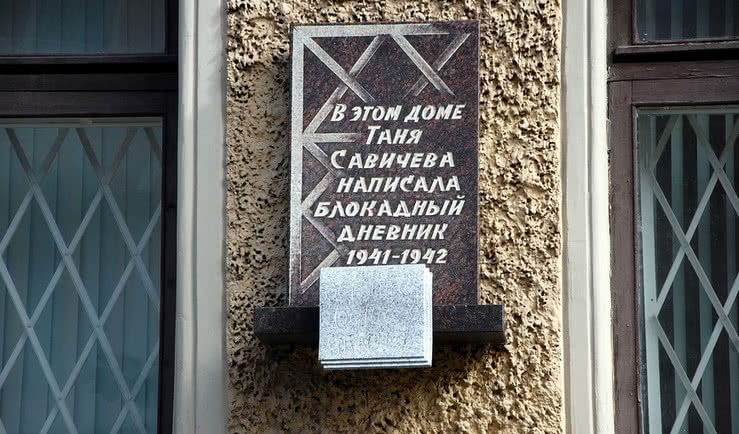 В ЭТОМ ДОМЕ
ТАНЯ
САВИЧЕВА
НАПИСАЛА
БЛОКАДНЫЙ
ДНЕВНИК
1941-1942